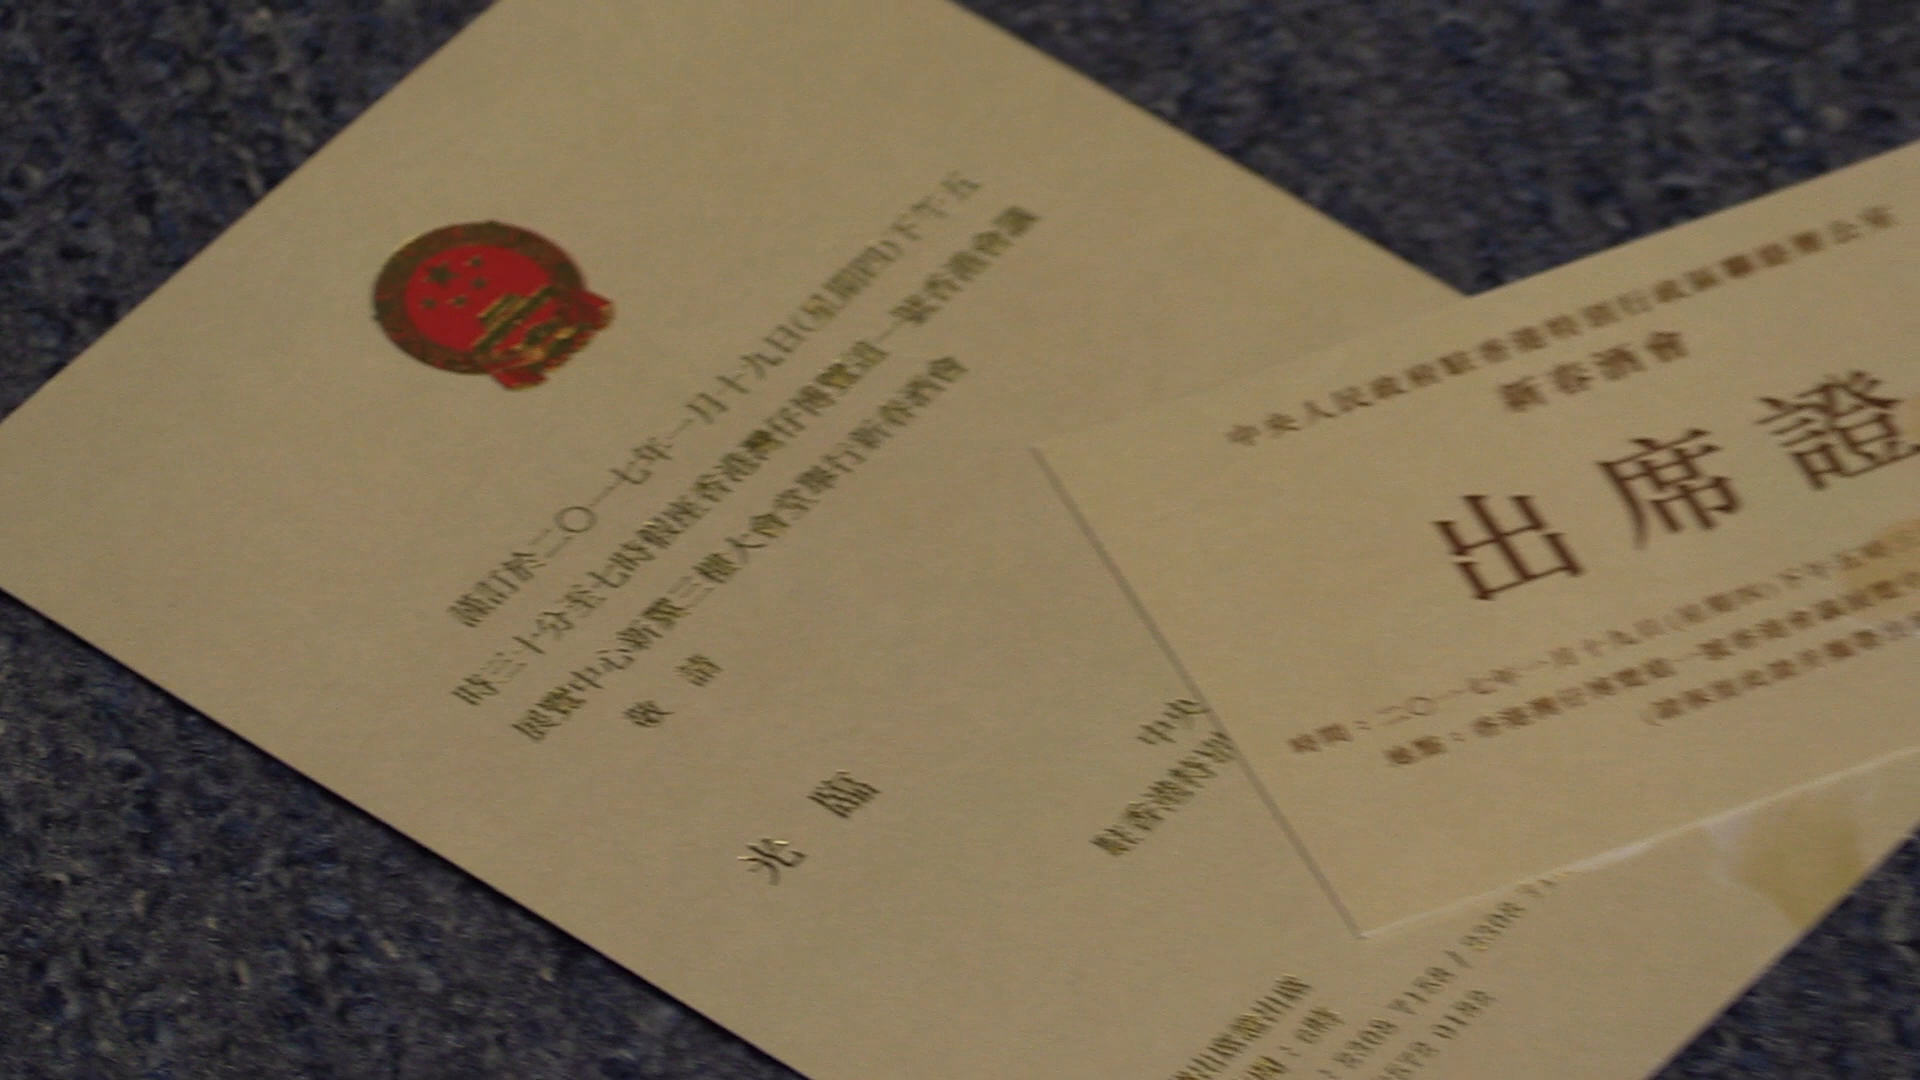 謹訂於二〇一七年一月十九日(星期四)下午五
時三十分至七時假座香港灣仔博覽道一號香港會議
展覽中心新翼三樓大會堂舉行新春酒會
敬 請
光 臨
中央
駐香港特別
中央人民政府駐香港特別行政區聯絡辦公室
新春酒會
出席證
時間：二〇一七年一月十九日(星期四)下午五時
地點：香港灣仔博覽道一號香港會議展覽中